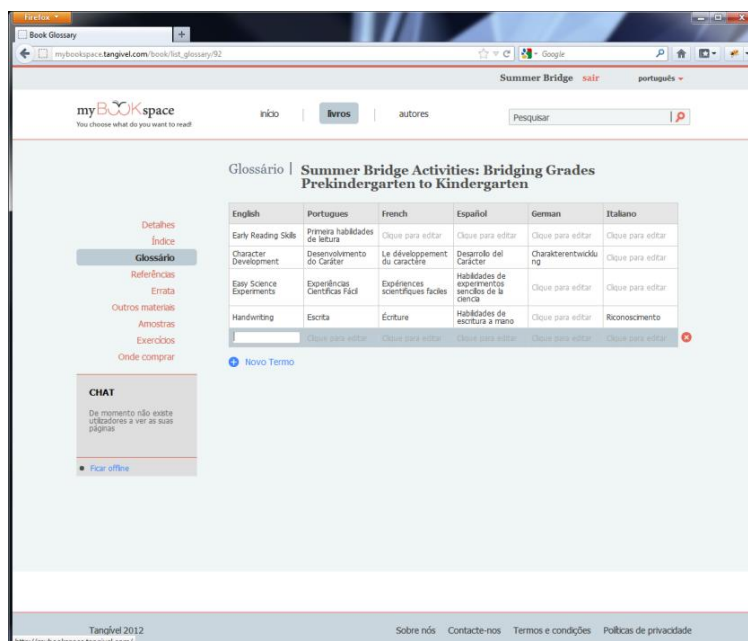 Firefox
Book Glossary
mybookspace.tangivel.com/book/list_glossary/92
Google
Summer Bridge sair português
myBOOKspace
You choose what do you want to read!
início livros autores
Pesquisar
Glossário | Summer Bridge Activities: Bridging Grades
Prekindergarten to Kindergarten
Detalhes
Índice
Glossário
Referências
Errata
Outros materiais
Amostras
Exercícios
Onde comprar
English Portugues French Español German Italiano
Early Reading Skills Primeira habilidades de leitura Clique para editar Clique para editar Clique para editar Clique para editar
Character Development Desenvolvimento do Caráter Le développement du caractère Desarrollo del Carácter Charakterentwicklung Clique para editar
Easy Science Experiments Experiências Científicas Fácil Expériences scientifiques faciles Habilidades de experimentos sencillos de la ciencia Clique para editar Clique para editar
Handwriting Escrita Écriture Habilidades de escritura a mano Clique para editar Riconoscimento
Clique para editar Clique para editar Clique para editar Clique para editar Clique para editar
Novo Termo
CHAT
De momento não existe
utilizadores a ver as suas
páginas
Ficar offline
Tangível 2012 Sobre nós Contacte-nos Termos e condições Políticas de privacidade